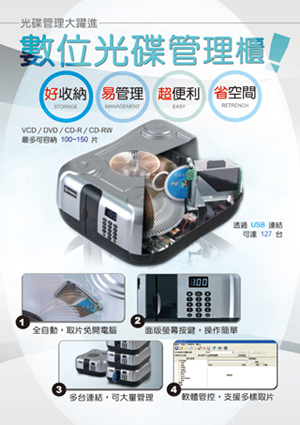 光碟管理大躍進
數位光碟管理櫃!
好收納 易管理 超便利 省空間
STORAGE MANAGEMENT EASY RETRENCH
VCD / DVD / CD-R / CD-RW
最多可容納 100~150 片
透過 USB 連結
可達 127 台
100
1 全自動，取片免開電腦
2 面版螢幕按鍵，操作簡單
3 多台連結，可大量管理
4 軟體管控，支援多樣取片